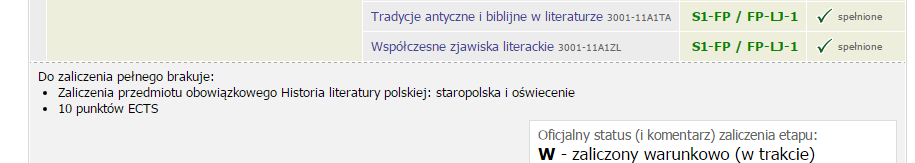 Tradycje antyczne i biblijne w literaturze 3001-11A1TA S1-FP / FP-LJ-1 spełnione
Współczesne zjawiska literackie 3001-11A1ZL S1-FP / FP-LJ-1 spełnione
Do zaliczenia pełnego brakuje:
• Zaliczenia przedmiotu obowiązkowego Historia literatury polskiej: staropolska i oświecenie
• 10 punktów ECTS
Oficjalny status (i komentarz) zaliczenia etapu:
W - zaliczony warunkowo (w trakcie)